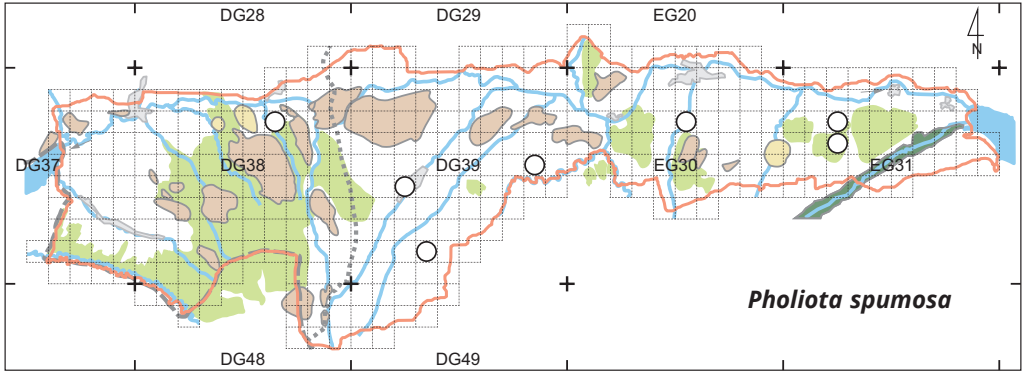 DG28 DG29 EG20
N
DG37 DG38 DG39 EG30 EG31
Pholiota spumosa
DG48 DG49